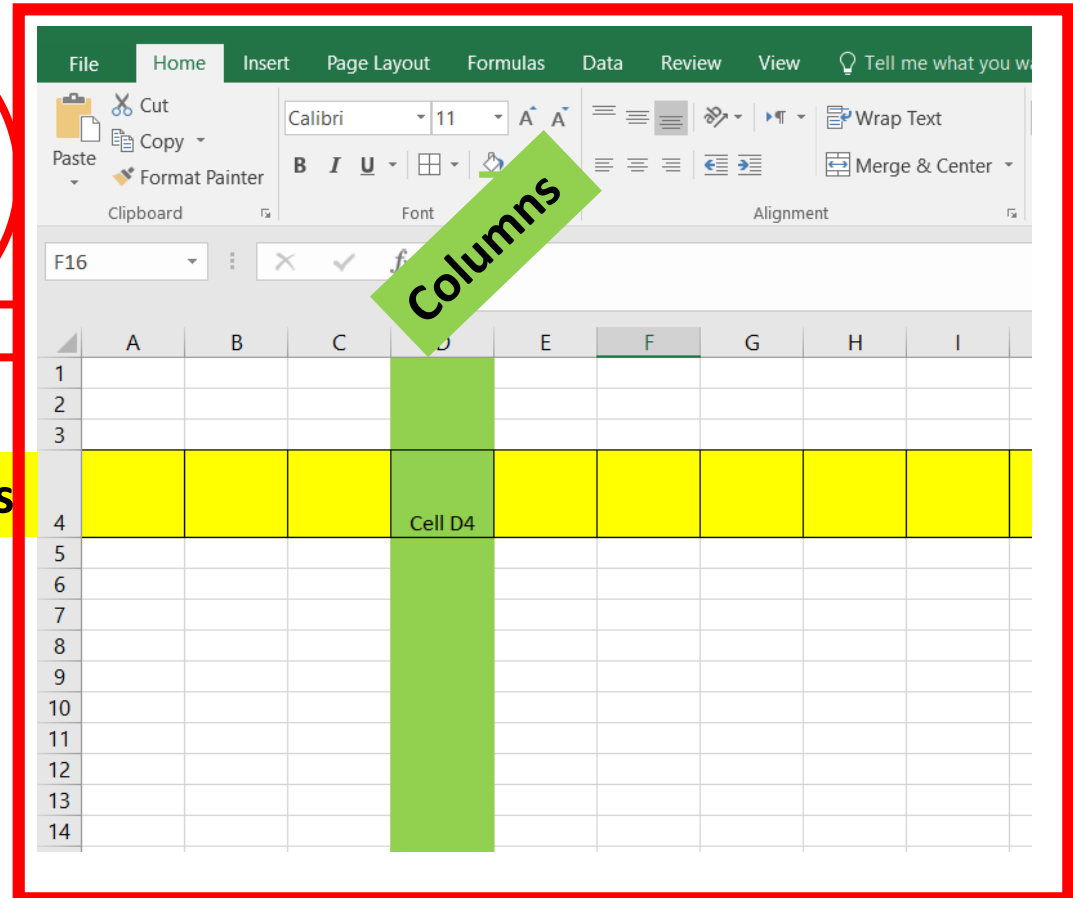 File Home Insert Page Layout Formulas Data Review View Tell me what you
Cut
Copy
Paste
Format Painter
Clipboard
Calibri 11 A A
B I U
Font
Wrap Text
Merge & Center
Alignment
Columns
F16
A B C D E F G H I
1
2
3
s
4 Cell D4
5
6
7
8
9
10
11
12
13
14